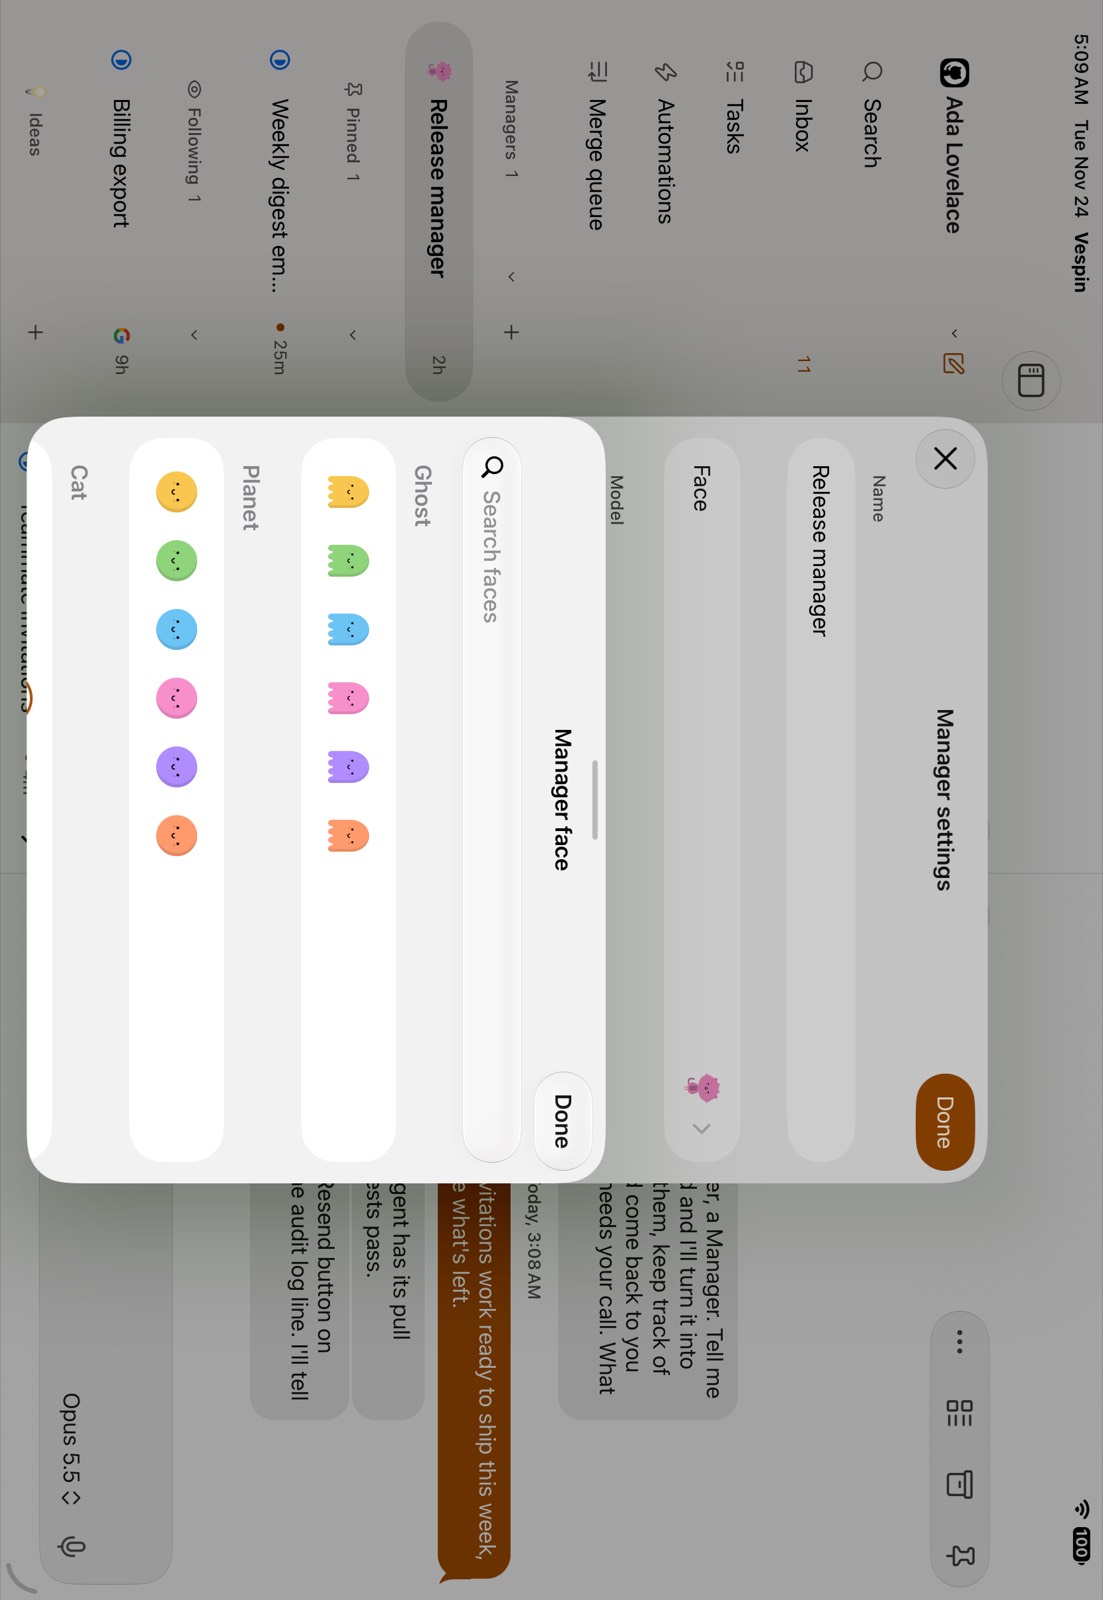 5:09 AM Tue Nov 24 Vespin
100
Ada Lovelace
Search
Inbox 11
Tasks
Automations
Merge queue
Managers 1
Release manager 2h
Pinned 1
Weekly digest em... 25m
Following 1
Billing export 9h
Ideas
Manager settings
Done
Name
Release manager
Face
Model
Manager face
Done
Search faces
Ghost
Planet
Cat
Teammate invitations
er, a Manager. Tell me
d and I'll turn it into
them, keep track of
d come back to you
needs your call. What
Today, 3:08 AM
vitations work ready to ship this week,
e what's left.
gent has its pull
ests pass.
Resend button on
e audit log line. I'll tell
Opus 5.5